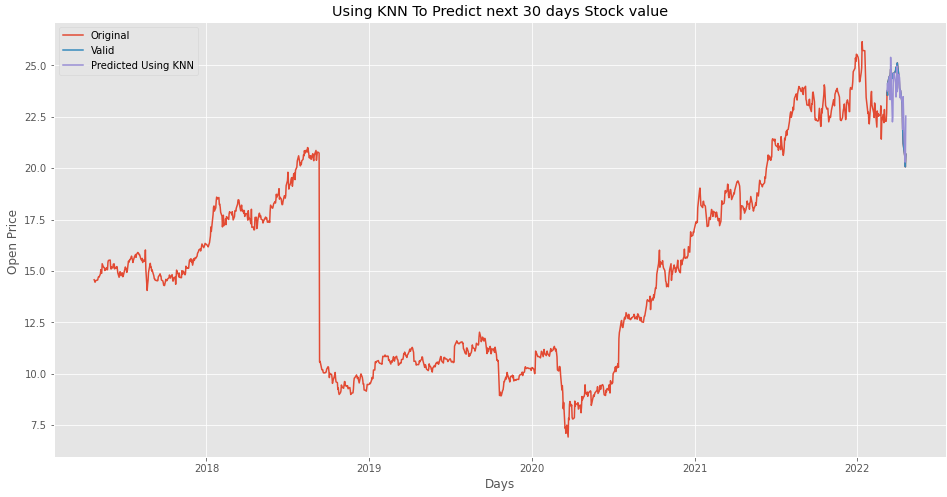 Using KNN To Predict next 30 days Stock value
Original
Valid
Predicted Using KNN
Open Price
25.0
22.5
20.0
17.5
15.0
12.5
10.0
7.5
2018
2019
2020
2021
2022
Days